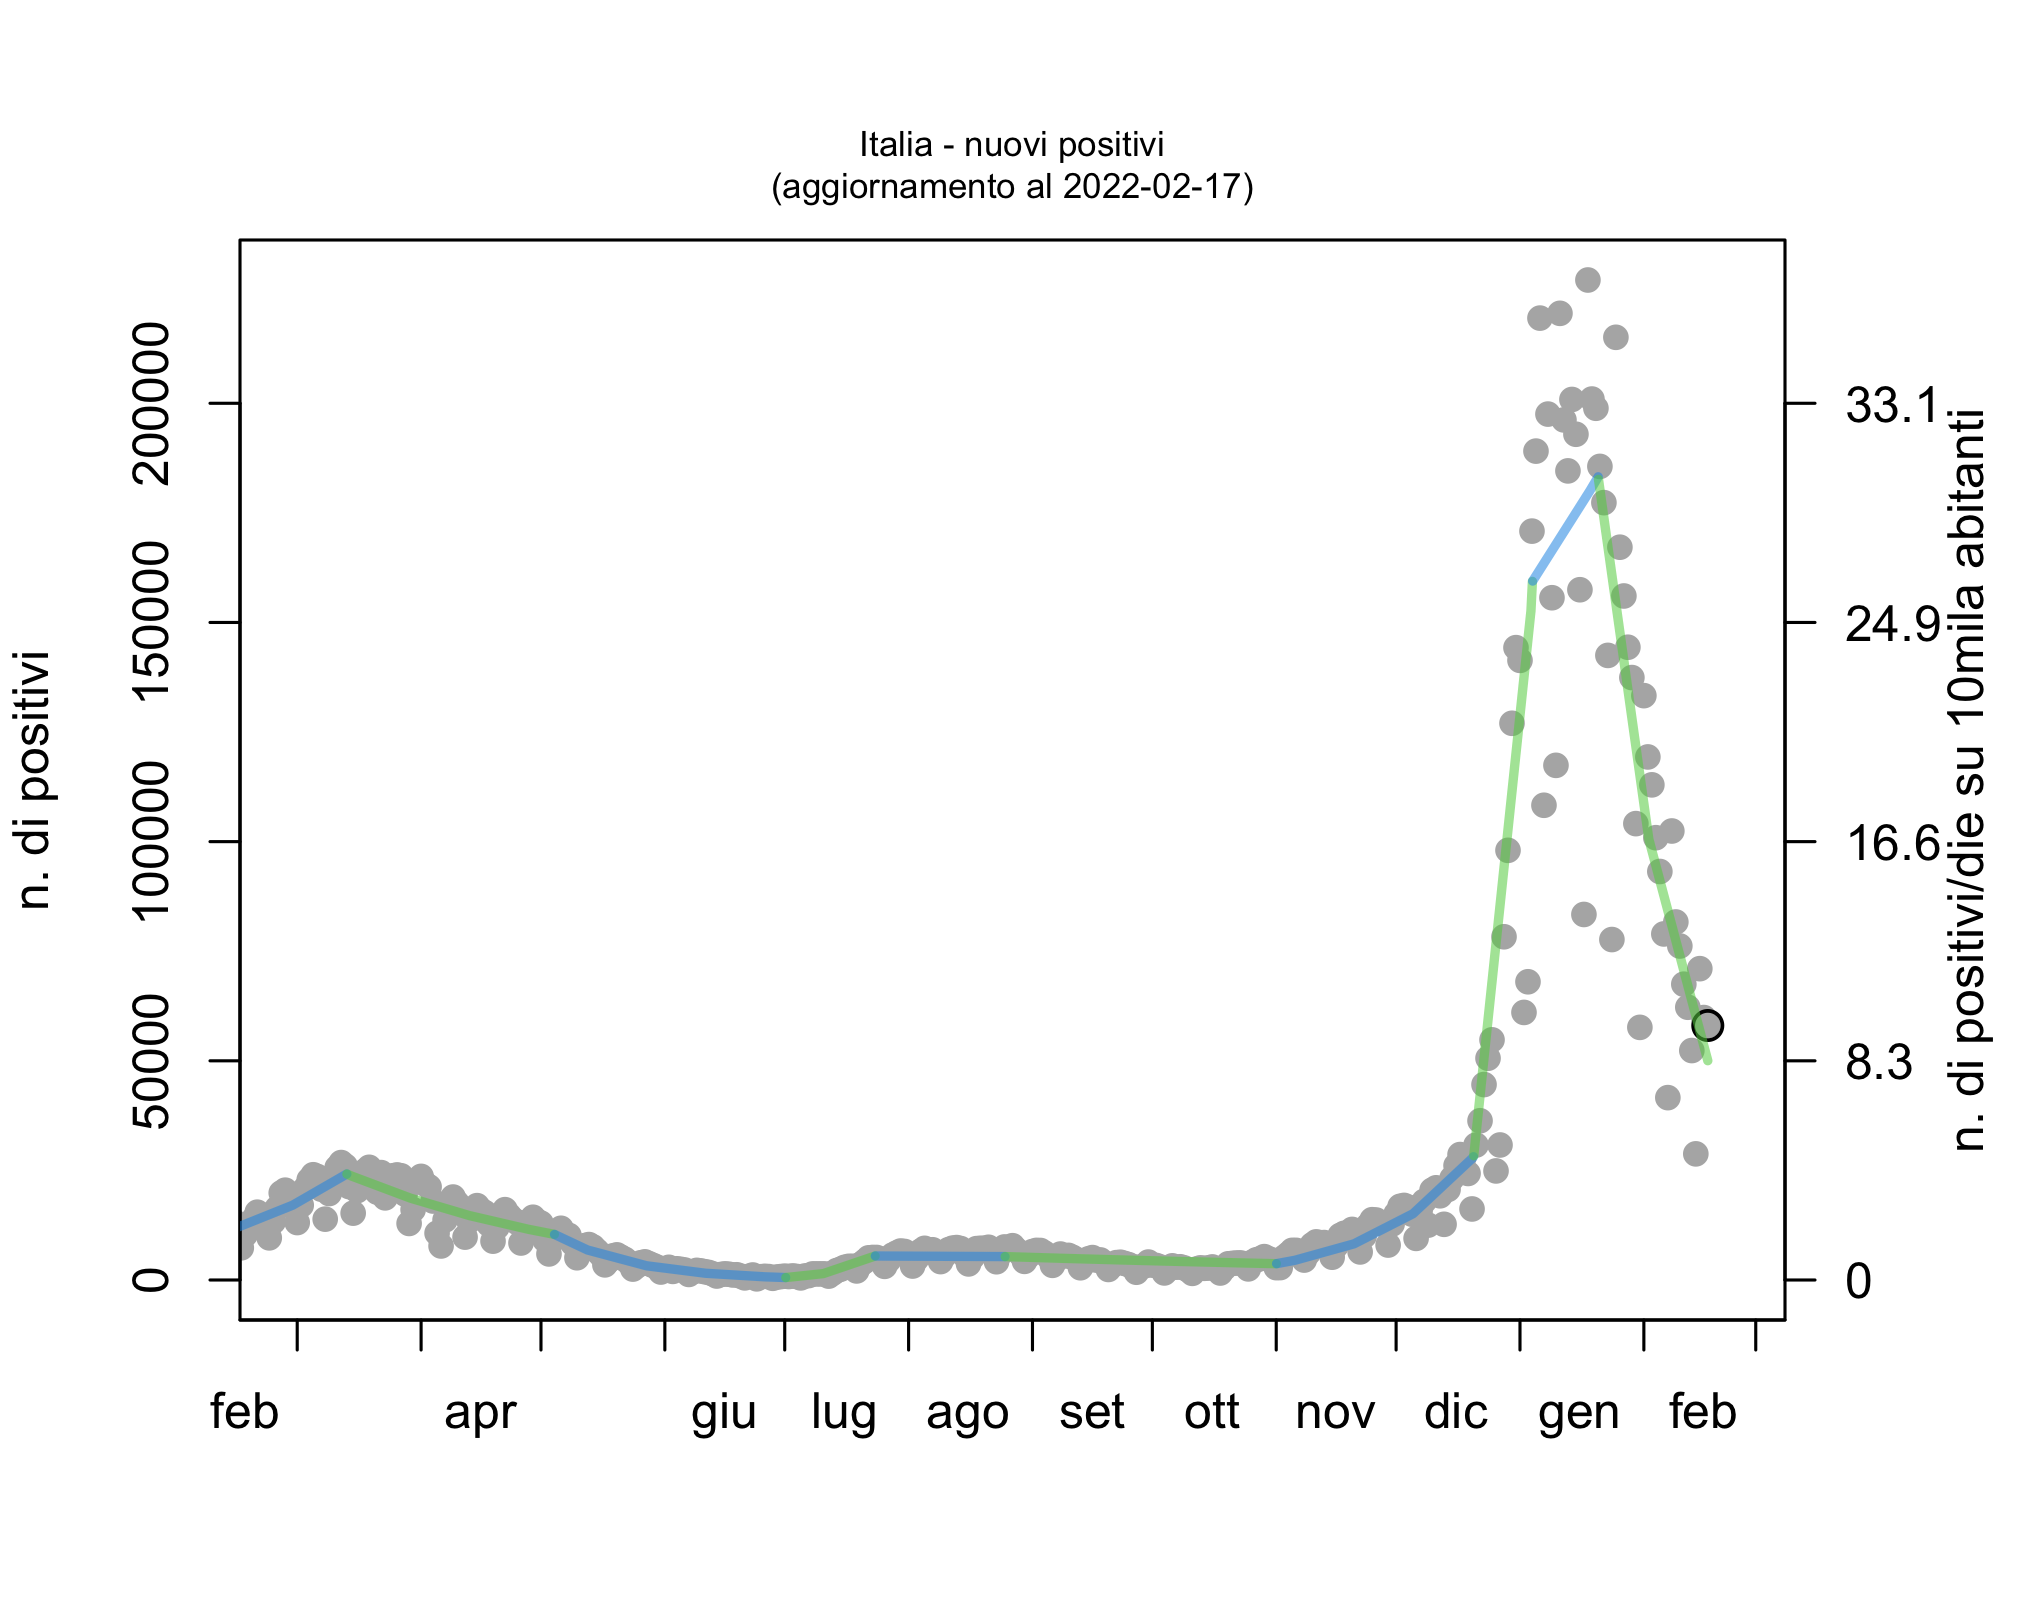 Italia - nuovi positivi
(aggiornamento al 2022-02-17)
n. di positivi
200000
150000
100000
50000
0
33.1
24.9
16.6
8.3
0
n. di positivi/die su 10mila abitanti
feb apr giu lug ago set ott nov dic gen feb